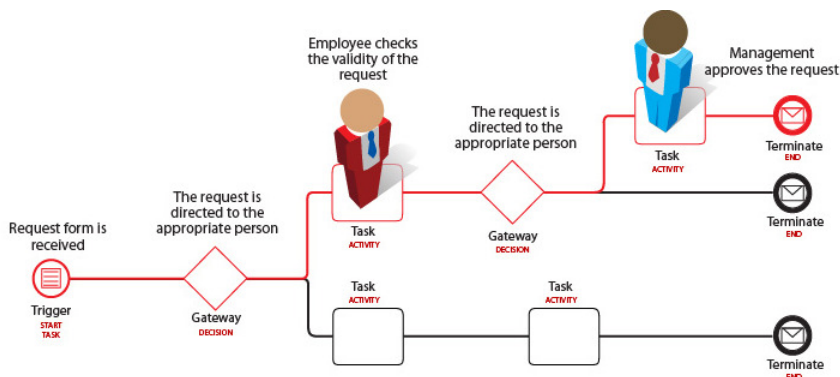 Employee checks
the validity of the
request
Management
approves the request
The request is
directed to the
appropriate person
Terminate
END
Task
ACTIVITY
The request is
directed to the
appropriate person
Request form is
received
Task
ACTIVITY
Gateway
DECISION
Terminate
END
Trigger
START
TASK
Gateway
DECISION
Task
ACTIVITY
Task
ACTIVITY
Terminate
END